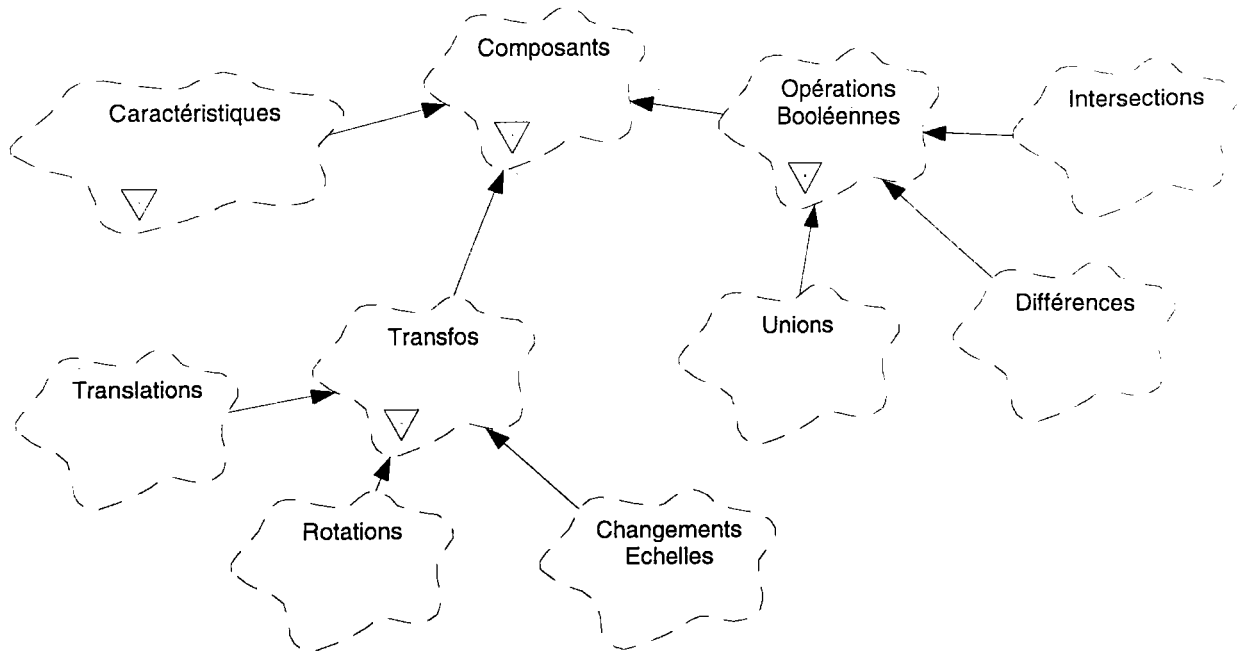 Composants
Caractéristiques
Opérations
Booléennes
Intersections
Transfos
Unions
Différences
Translations
Rotations
Changements
Echelles